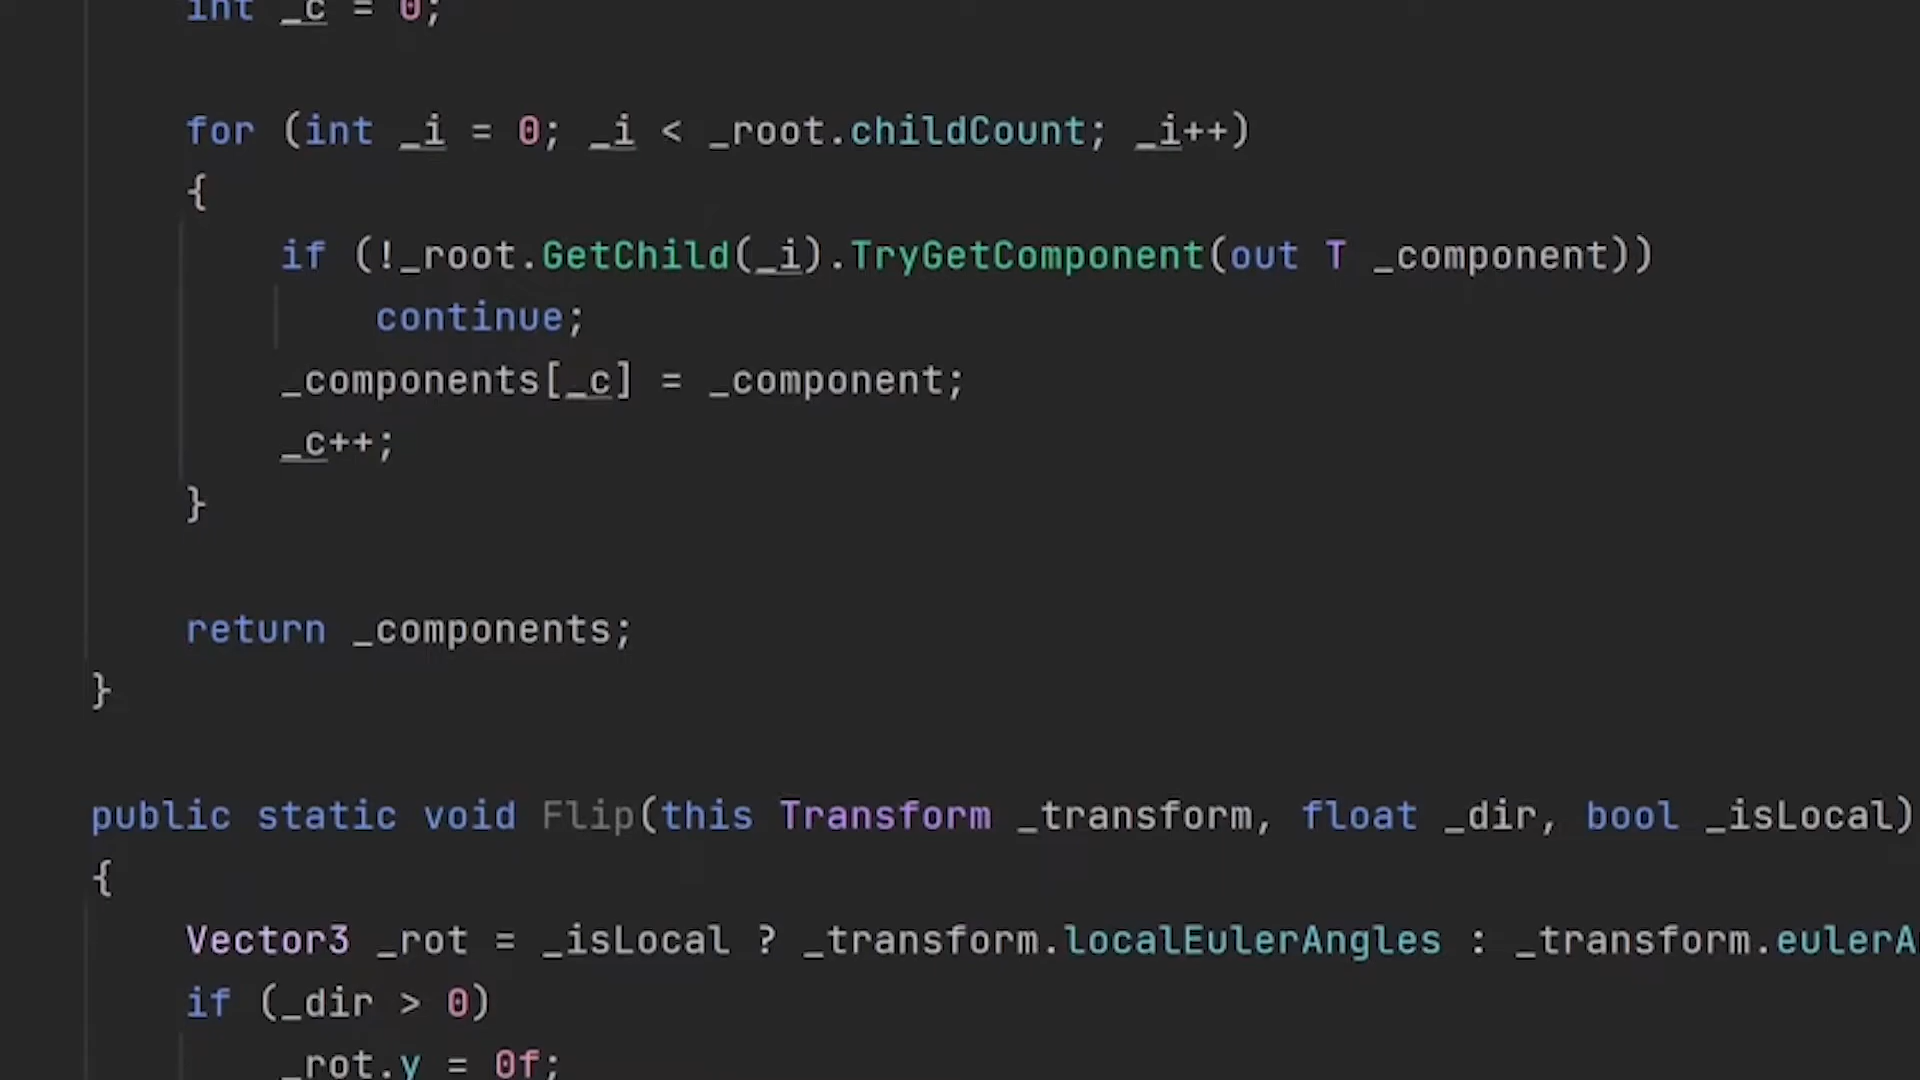 int _c = 0;
for (int _i = 0; _i < _root.childCount; _i++)
{
if (!_root.GetChild(_i).TryGetComponent(out T _component))
continue;
_components[_c] = _component;
_c++;
}
return _components;
}
public static void Flip(this Transform _transform, float _dir, bool _isLocal)
{
Vector3 _rot = _isLocal ? _transform.localEulerAngles : _transform.eulerA
if (_dir > 0)
_rot.y = 0f;